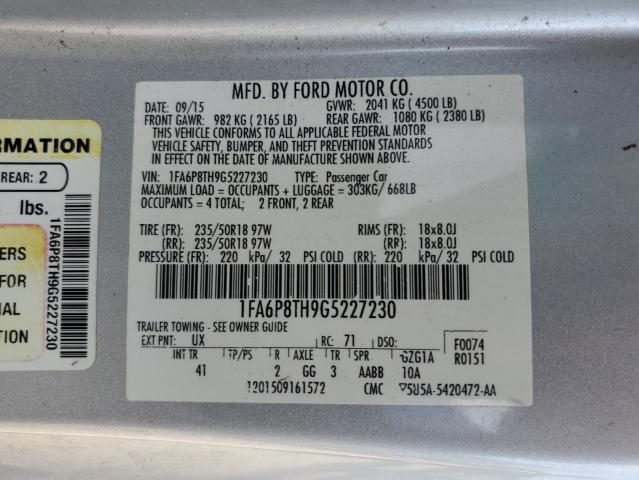 ORMATION
REAR: 2
lbs.
ERS
FOR
IAL
ON
1FA6P8TH9G5227230
MFD. BY FORD MOTOR CO.
DATE: 09/15 GVWR: 2041 KG ( 4500 LB)
FRONT GAWR: 982 KG ( 2165 LB) REAR GAWR: 1080 KG ( 2380 LB)
THIS VEHICLE CONFORMS TO ALL APPLICABLE FEDERAL MOTOR
VEHICLE SAFETY, BUMPER, AND THEFT PREVENTION STANDARDS
IN EFFECT ON THE DATE OF MANUFACTURE SHOWN ABOVE.
VIN: 1FA6P8TH9G5227230 TYPE: Passenger Car
MAXIMUM LOAD = OCCUPANTS + LUGGAGE = 303KG/ 668LB
OCCUPANTS = 4 TOTAL; 2 FRONT, 2 REAR
TIRE (FR): 235/50R18 97W RIMS (FR): 18x8.0J
(RR): 235/50R18 97W (RR): 18x8.0J
PRESSURE (FR): 220 kPa/ 32 PSI COLD (RR): 220 kPa/ 32 PSI COLD
1FA6P8TH9G5227230
TRAILER TOWING - SEE OWNER GUIDE
EXT PNT: UX RC: 71 DSO: F0074
INT TR TP/PS R AXLE TR SPR GZG1A R0151
41 2 GG 3 AABB 10A
1201509161572 CMC 5U5A-5420472-AA